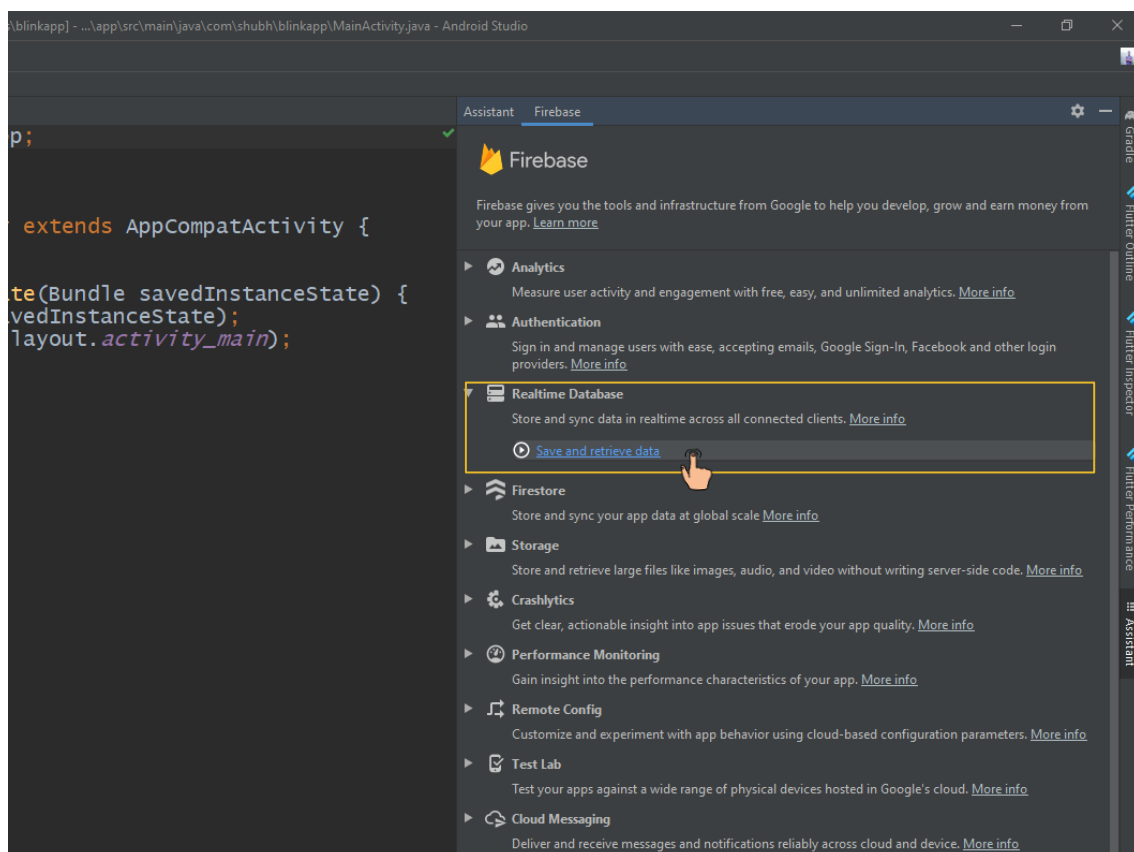 s\blinkapp] - ...\app\src\main\java\com\shubh\blinkapp\MainActivity.java - Android Studio
Assistant Firebase
p;
extends AppCompatActivity {
te(Bundle savedInstanceState) {
vedInstanceState);
layout.activity_main);
Firebase
Firebase gives you the tools and infrastructure from Google to help you develop, grow and earn money from
your app. Learn more
Analytics
Measure user activity and engagement with free, easy, and unlimited analytics. More info
Authentication
Sign in and manage users with ease, accepting emails, Google Sign-In, Facebook and other login
providers. More info
Realtime Database
Store and sync data in realtime across all connected clients. More info
Save and retrieve data
Firestore
Store and sync your app data at global scale More info
Storage
Store and retrieve large files like images, audio, and video without writing server-side code. More info
Crashlytics
Get clear, actionable insight into app issues that erode your app quality. More info
Performance Monitoring
Gain insight into the performance characteristics of your app. More info
Remote Config
Customize and experiment with app behavior using cloud-based configuration parameters. More info
Test Lab
Test your apps against a wide range of physical devices hosted in Google's cloud. More info
Cloud Messaging
Deliver and receive messages and notifications reliably across cloud and device. More info
Gradle
Flutter Outline
Flutter Inspector
Flutter Performance
Assistant